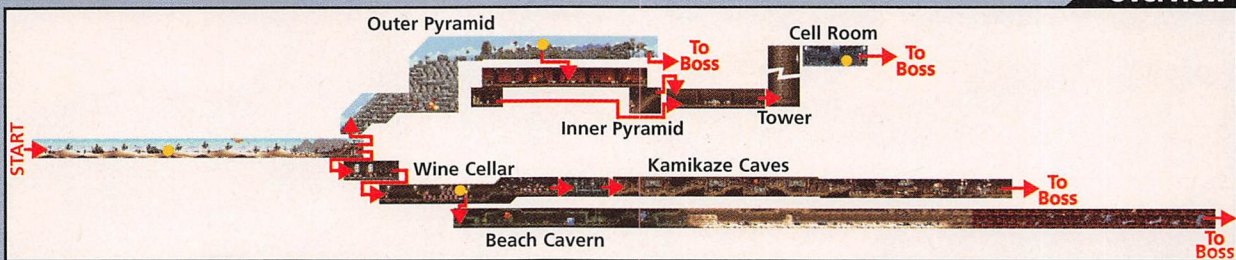 Overview
Outer Pyramid
Cell Room
To
Boss
To
Boss
Inner Pyramid
Tower
START
Wine Cellar
Kamikaze Caves
To
Boss
Beach Cavern
To
Boss